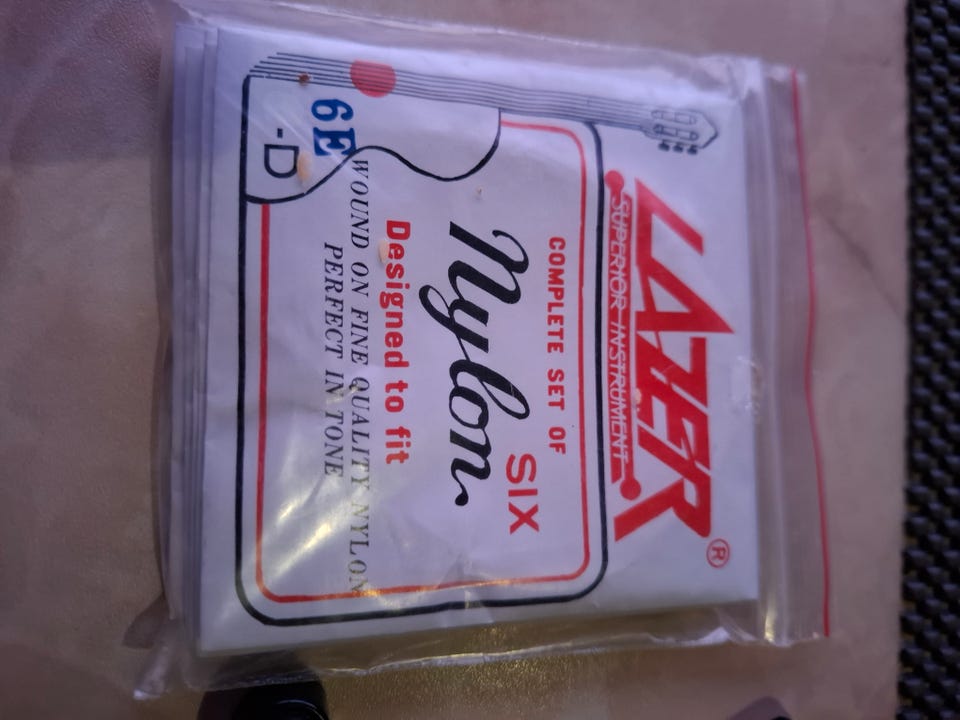 LAZER®
SUPERIOR INSTRUMENT
COMPLETE SET OF
SIX
Nylon
Designed to fit
WOUND ON FINE QUALITY NYLON
PERFECT IN TONE
6E
-D